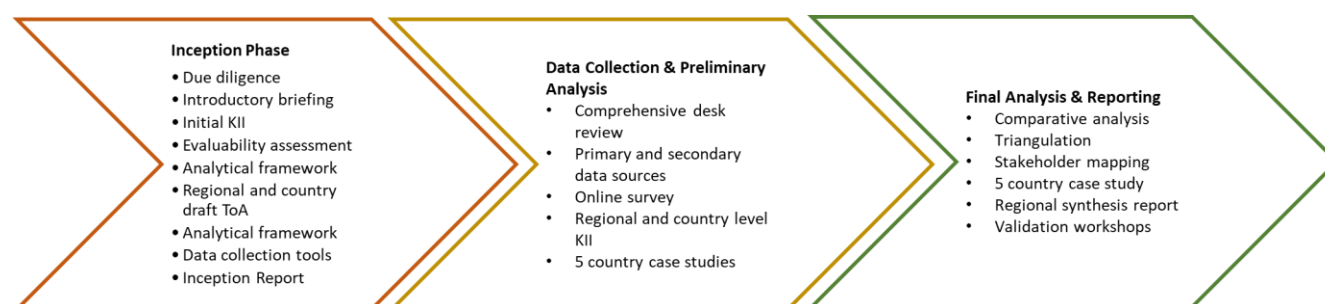 Inception Phase
• Due diligence
• Introductory briefing
• Initial KII
• Evaluability assessment
• Analytical framework
• Regional and country
draft ToA
• Analytical framework
• Data collection tools
• Inception Report
Data Collection & Preliminary
Analysis
• Comprehensive desk
review
• Primary and secondary
data sources
• Online survey
• Regional and country level
KII
• 5 country case studies
Final Analysis & Reporting
• Comparative analysis
• Triangulation
• Stakeholder mapping
• 5 country case study
• Regional synthesis report
• Validation workshops